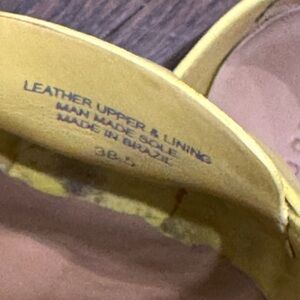 LEATHER UPPER & LINING
MAN MADE SOLE
MADE IN BRAZIL
38.5